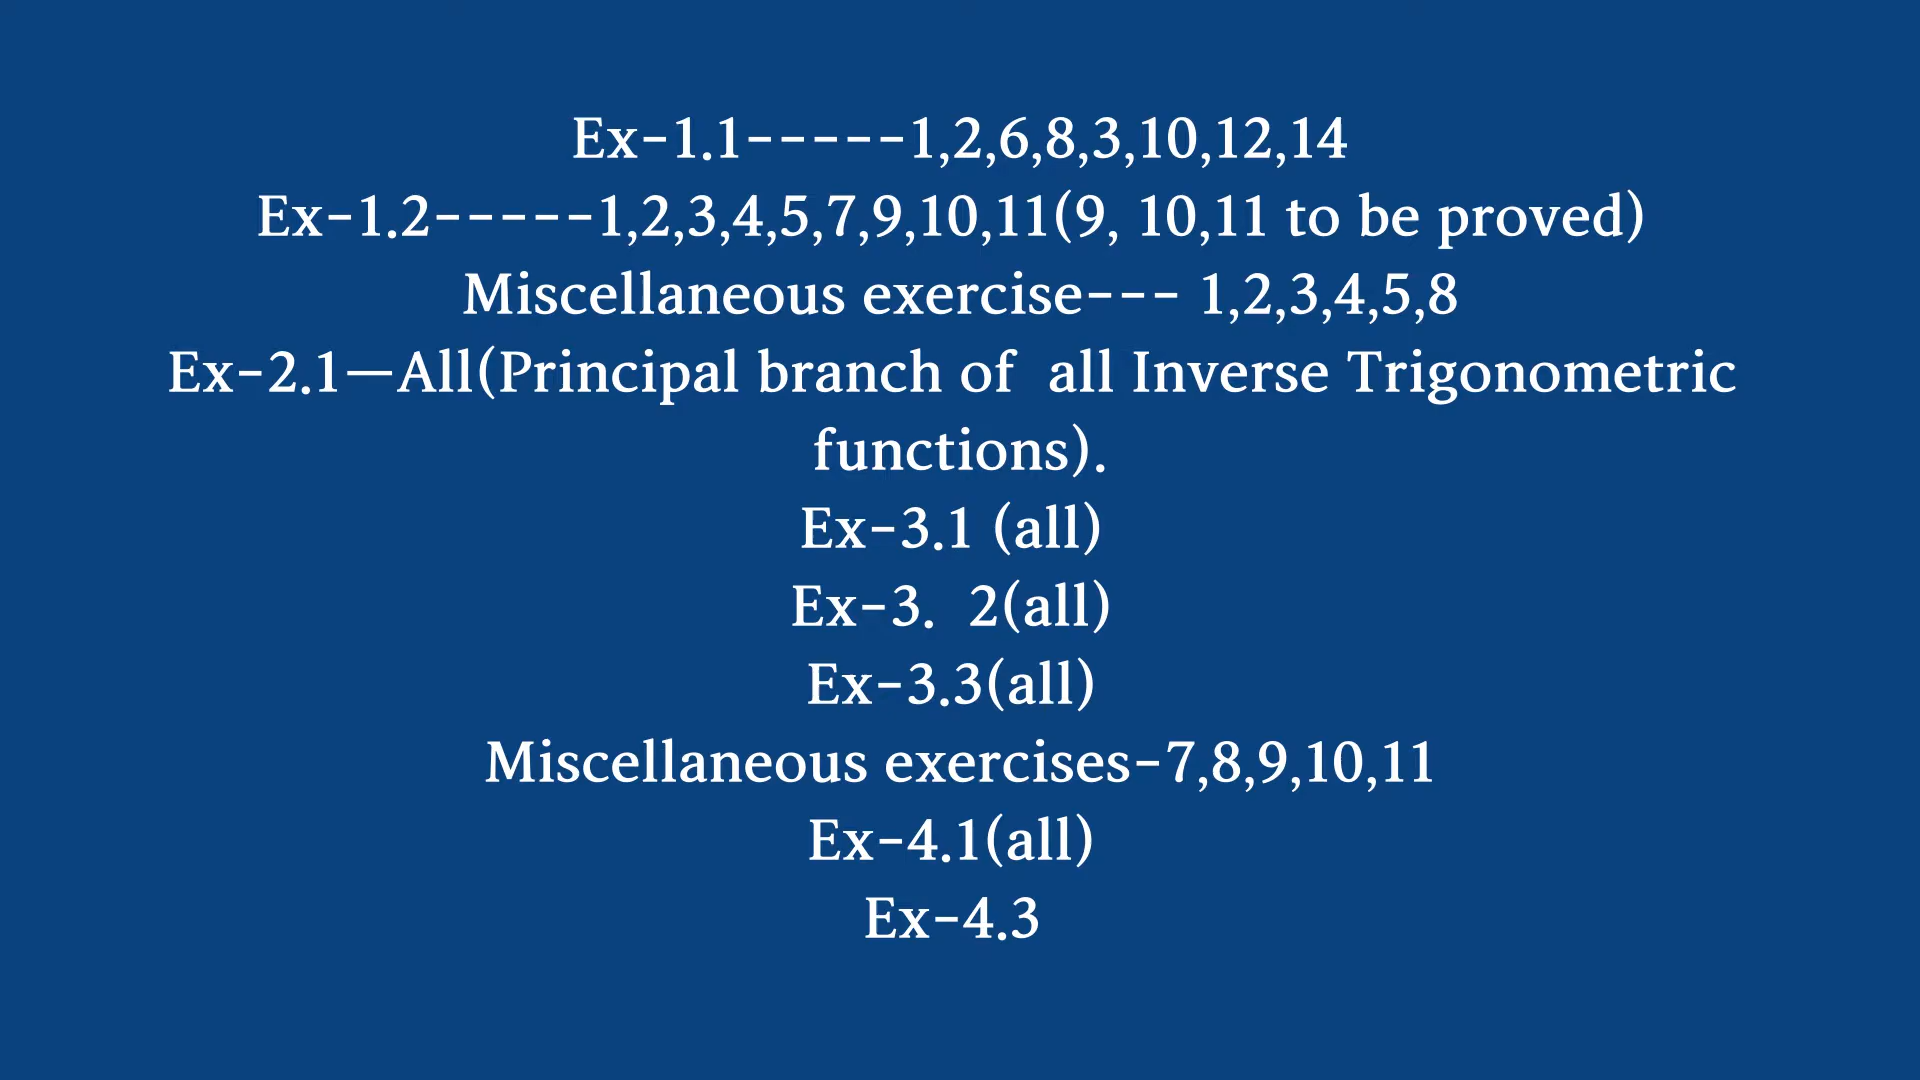 Ex-1.1-----1,2,6,8,3,10,12,14
Ex-1.2-----1,2,3,4,5,7,9,10,11(9, 10,11 to be proved)
Miscellaneous exercise--- 1,2,3,4,5,8
Ex-2.1—All(Principal branch of  all Inverse Trigonometric
functions).
Ex-3.1 (all)
Ex-3.  2(all)
Ex-3.3(all)
Miscellaneous exercises-7,8,9,10,11
Ex-4.1(all)
Ex-4.3